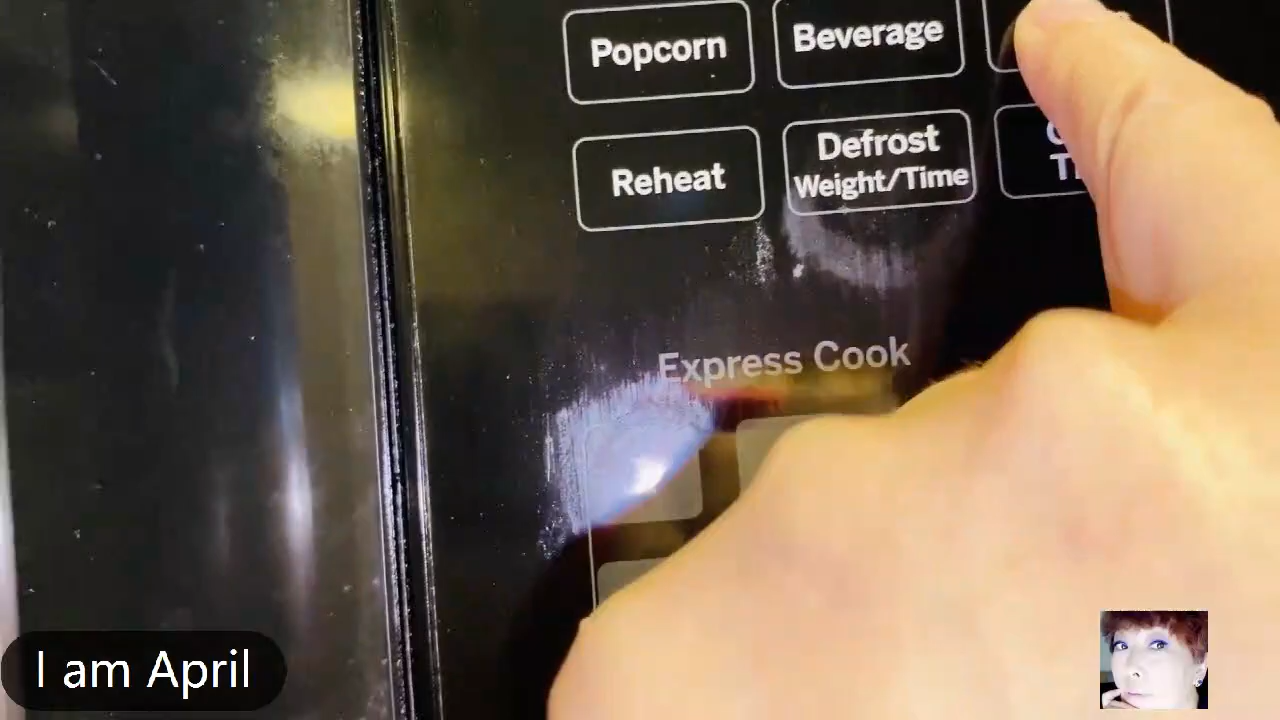 Popcorn
Beverage
Reheat
Defrost
Weight/Time
Express Cook
I am April